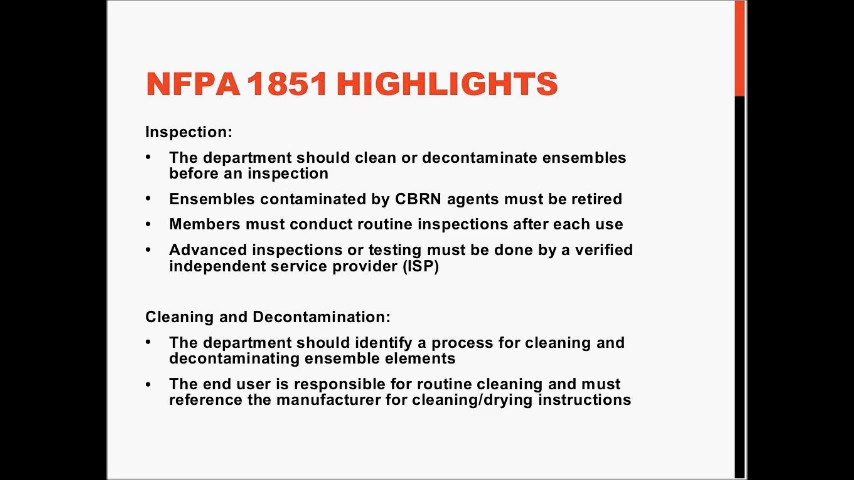 NFPA 1851 HIGHLIGHTS
Inspection:
• The department should clean or decontaminate ensembles
before an inspection
• Ensembles contaminated by CBRN agents must be retired
• Members must conduct routine inspections after each use
• Advanced inspections or testing must be done by a verified
independent service provider (ISP)
Cleaning and Decontamination:
• The department should identify a process for cleaning and
decontaminating ensemble elements
• The end user is responsible for routine cleaning and must
reference the manufacturer for cleaning/drying instructions